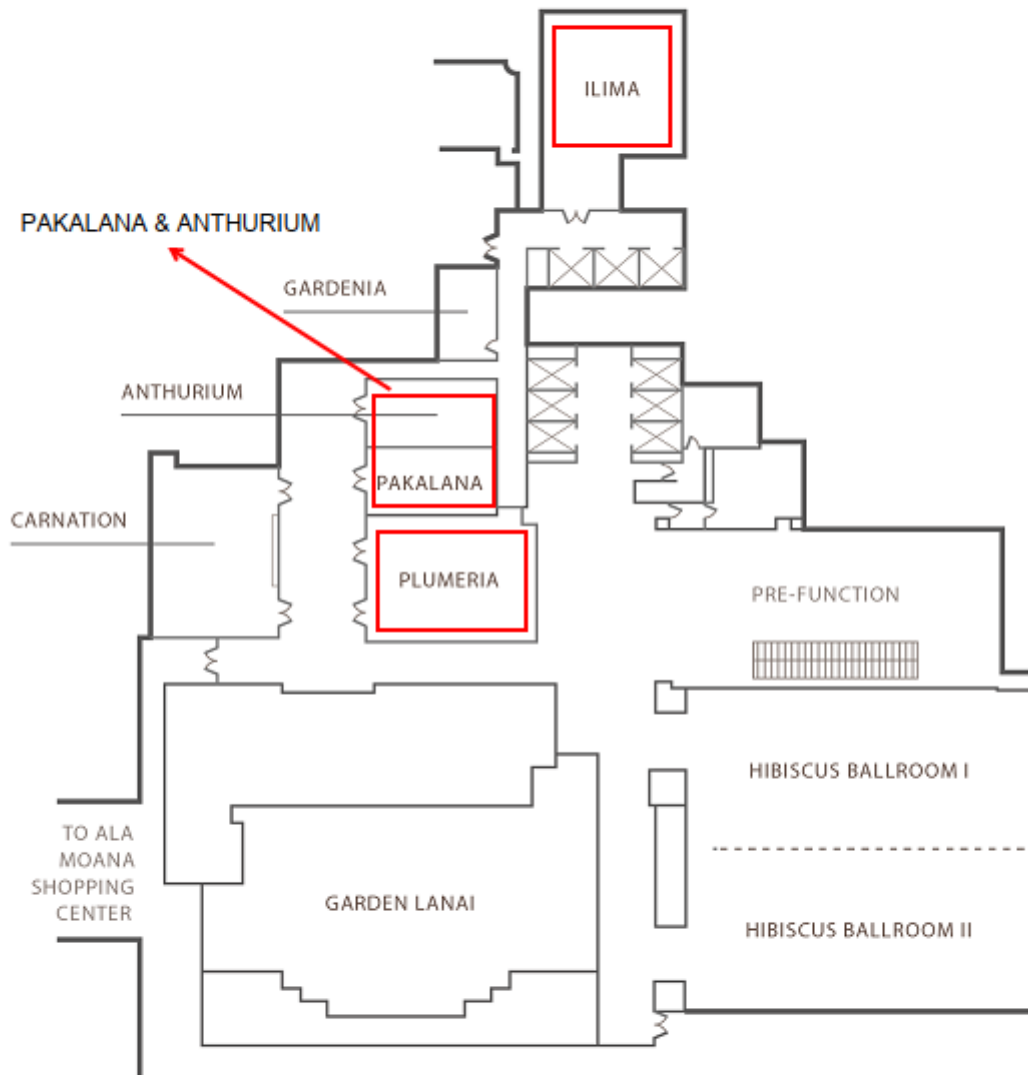 ILIMA
PAKALANA & ANTHURIUM
GARDENIA
ANTHURIUM
PAKALANA
CARNATION
PLUMERIA
PRE-FUNCTION
HIBISCUS BALLROOM I
TO ALA
MOANA
SHOPPING
CENTER
GARDEN LANAI
HIBISCUS BALLROOM II